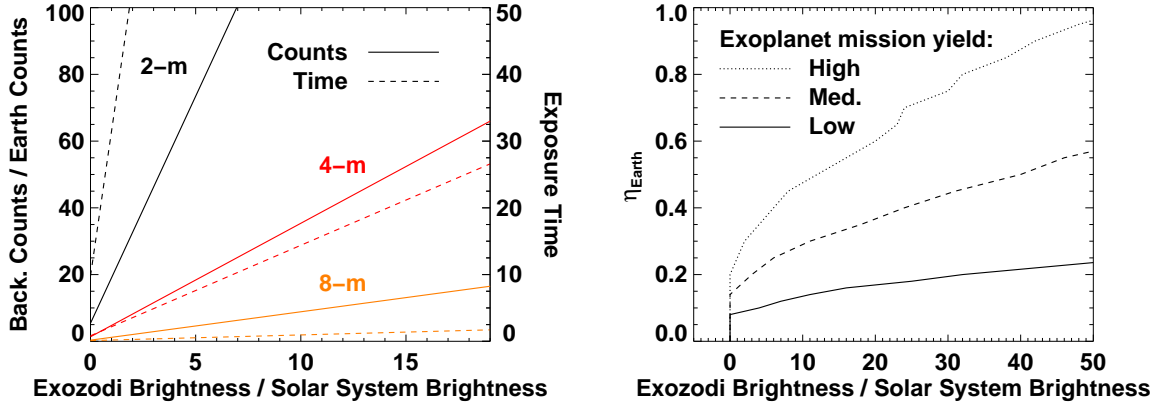 100
80
60
40
20
0
Back. Counts / Earth Counts
2-m
Counts
Time
4-m
8-m
50
40
30
20
10
0
Exposure Time
0 5 10 15
Exozodi Brightness / Solar System Brightness
1.0
0.8
0.6
0.4
0.2
0.0
ηEarth
Exoplanet mission yield:
High
Med.
Low
0 10 20 30 40 50
Exozodi Brightness / Solar System Brightness